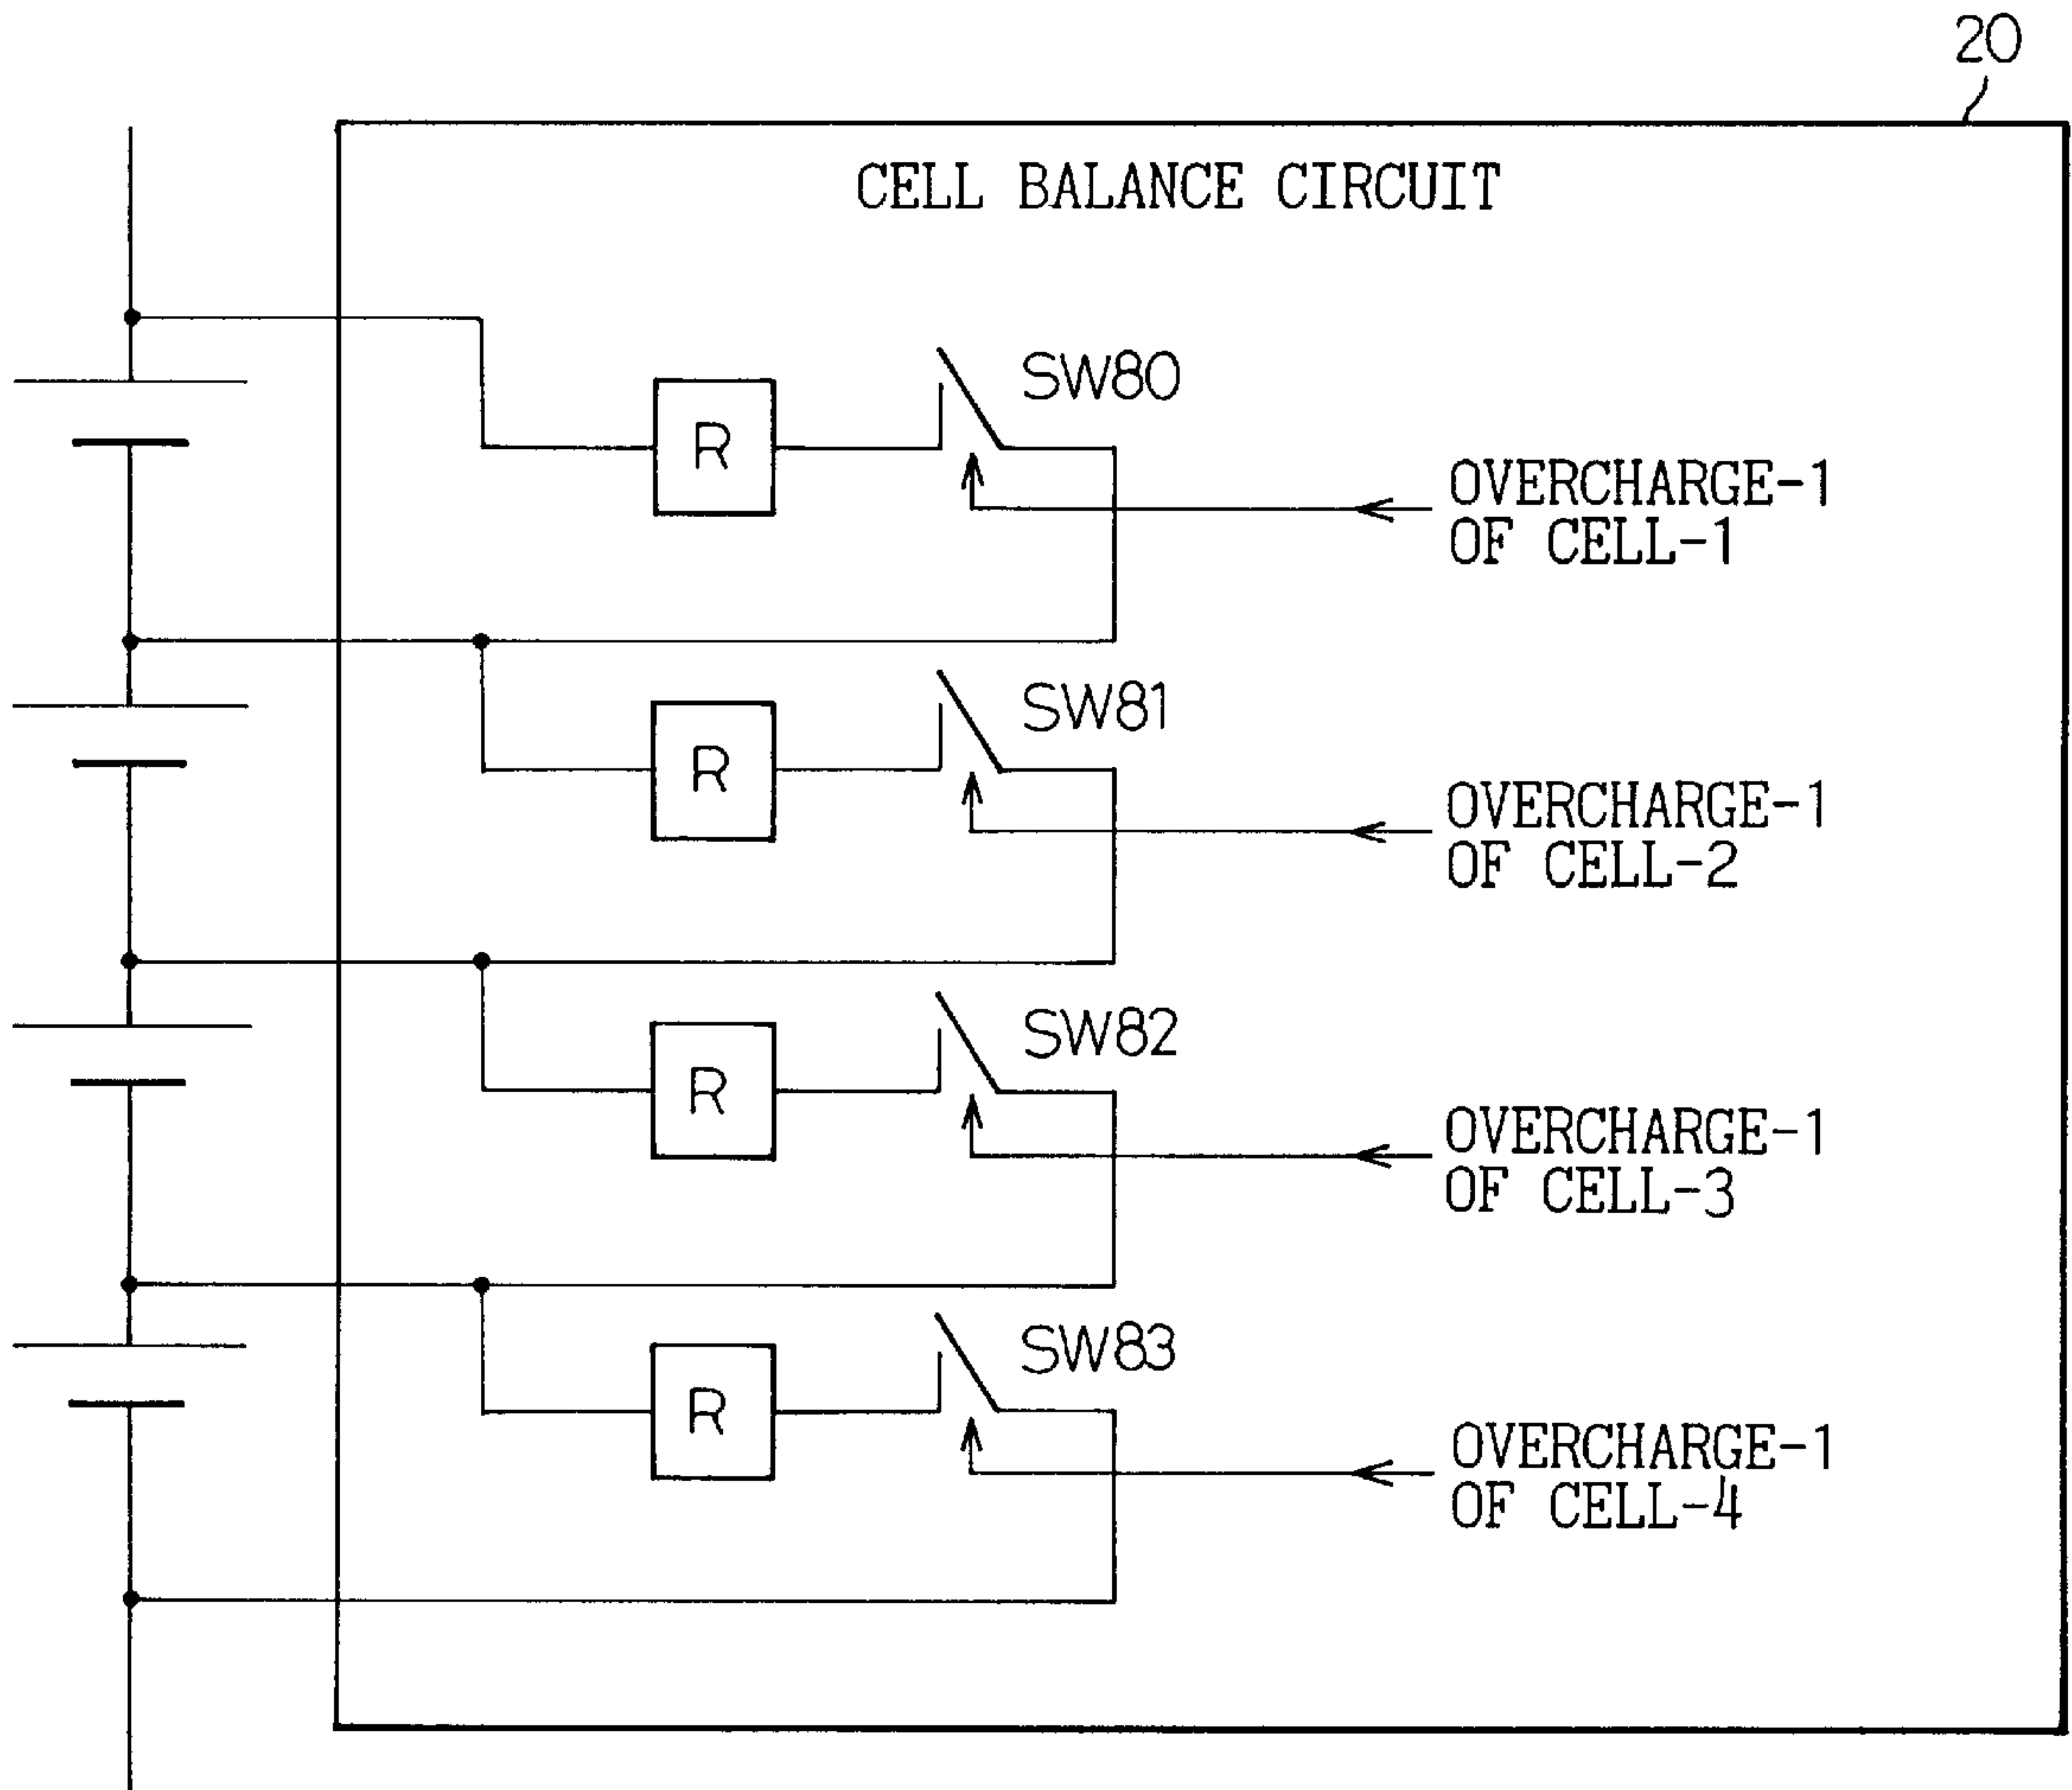 20
CELL BALANCE CIRCUIT
SW80
R
OVERCHARGE-1
OF CELL-1
SW81
R
OVERCHARGE-1
OF CELL-2
SW82
R
OVERCHARGE-1
OF CELL-3
SW83
R
OVERCHARGE-1
OF CELL-4